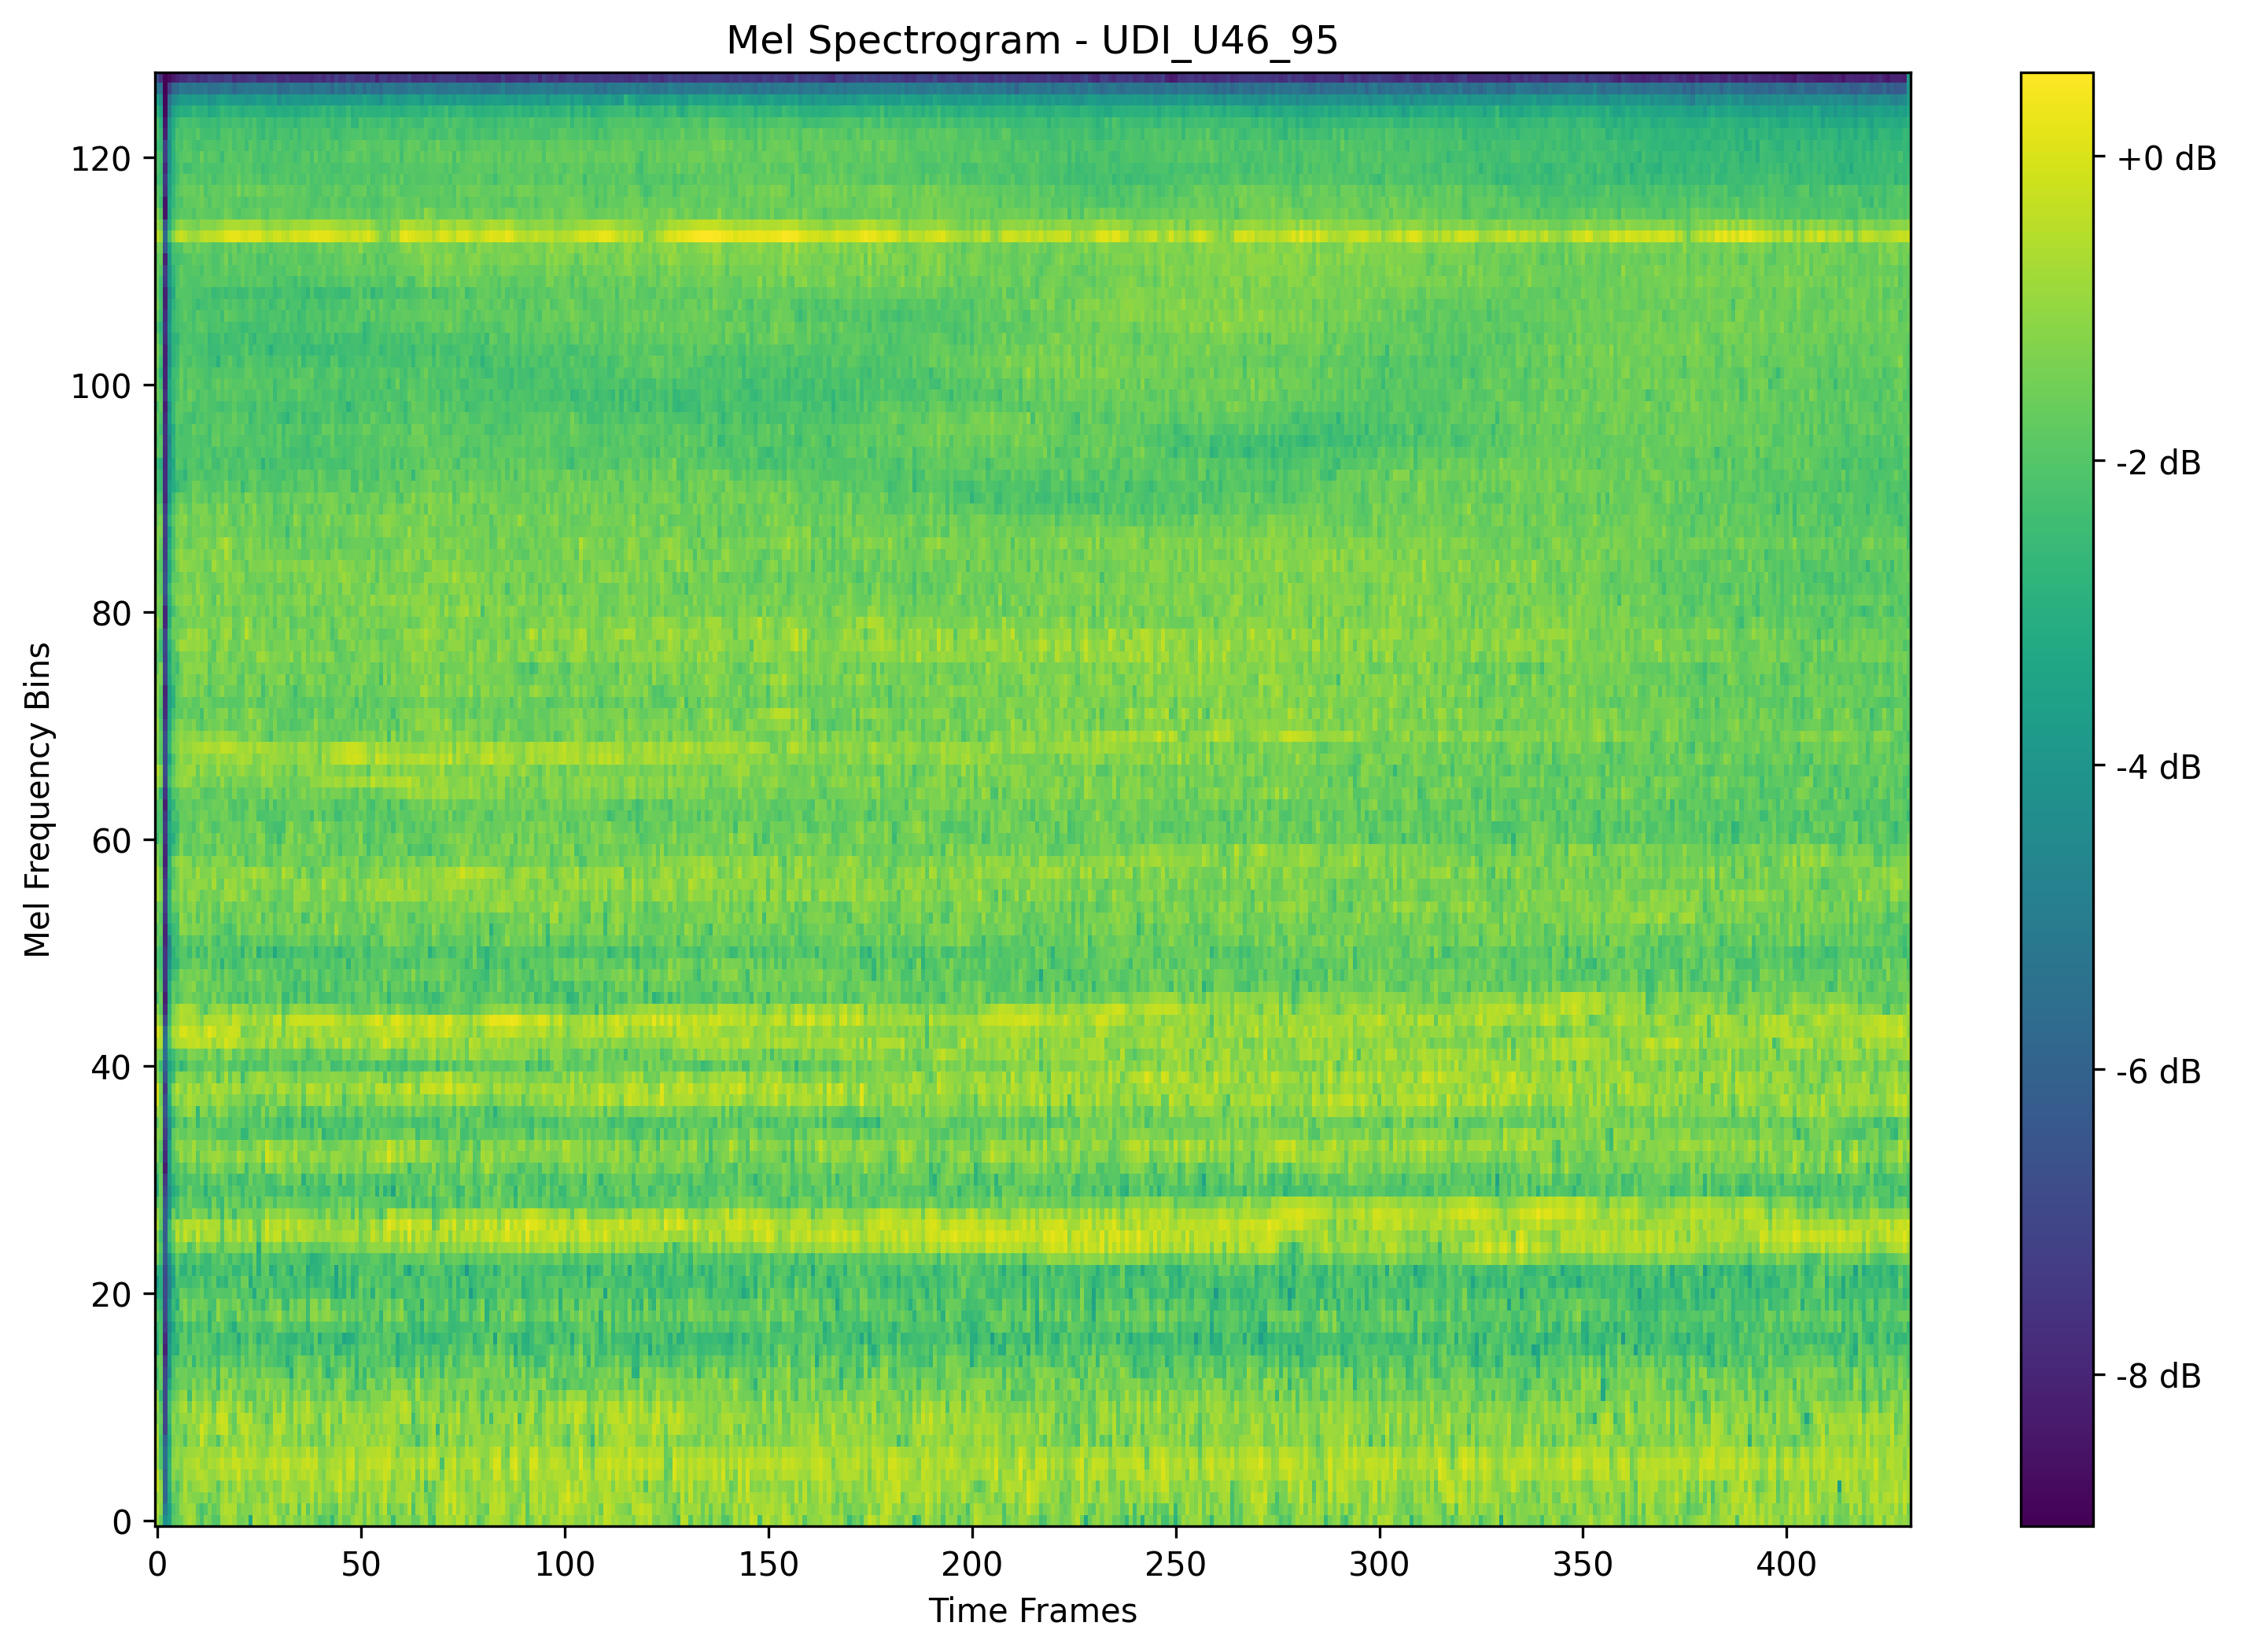 Mel Spectrogram - UDI_U46_95
Mel Frequency Bins
120
100
80
60
40
20
0
0 50 100 150 200 250 300 350 400
Time Frames
+0 dB
-2 dB
-4 dB
-6 dB
-8 dB